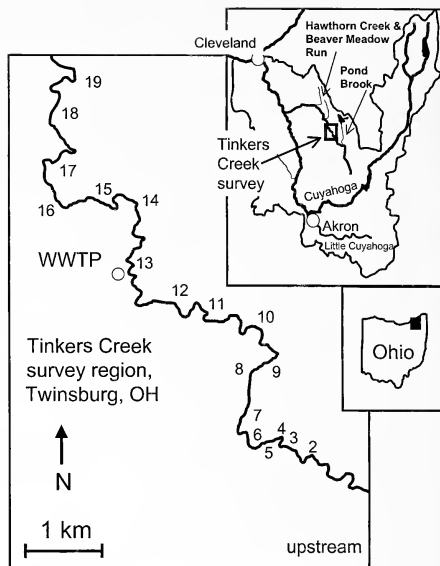 Hawthorn Creek &
Beaver Meadow
Run
Cleveland
Pond
Brook
Tinkers
Creek
survey
Cuyahoga
Akron
Little Cuyahoga
19
18
17
16
15
14
WWTP
13
12
11
10
9
8
7
6
5
4
3
2
Ohio
Tinkers Creek
survey region,
Twinsburg, OH
N
1 km
upstream